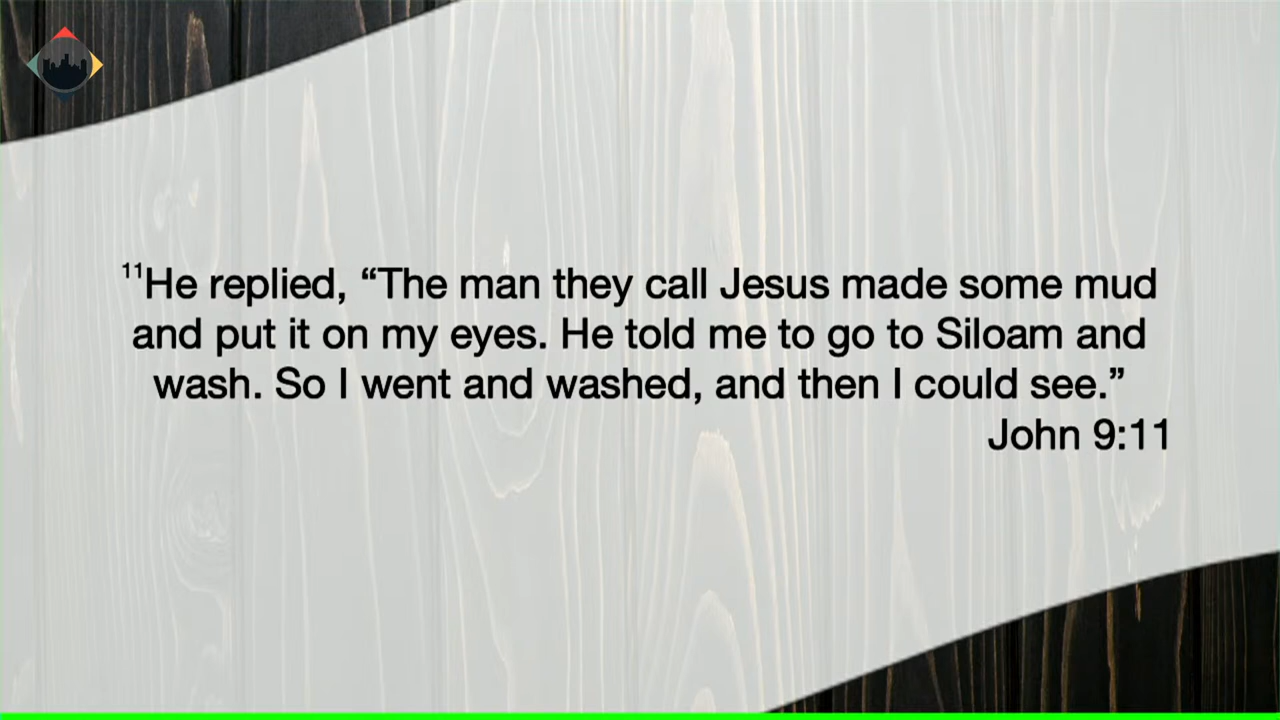 ¹¹He replied, “The man they call Jesus made some mud
and put it on my eyes. He told me to go to Siloam and
wash. So I went and washed, and then I could see.”
John 9:11